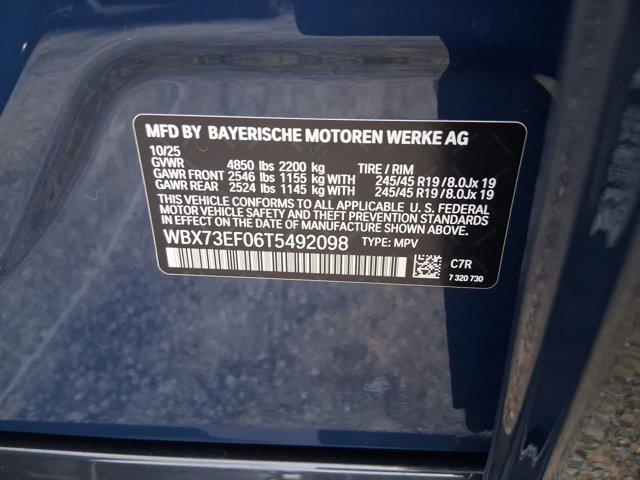 MFD BY BAYERISCHE MOTOREN WERKE AG
10/25
GVWR 4850 lbs 2200 kg TIRE / RIM
GAWR FRONT 2546 lbs 1155 kg WITH 245/45 R19 / 8.0Jx 19
GAWR REAR 2524 lbs 1145 kg WITH 245/45 R19 / 8.0Jx 19
THIS VEHICLE CONFORMS TO ALL APPLICABLE U. S. FEDERAL
MOTOR VEHICLE SAFETY AND THEFT PREVENTION STANDARDS
IN EFFECT ON THE DATE OF MANUFACTURE SHOWN ABOVE.
WBX73EF06T5492098 TYPE: MPV
C7R
7 320 730